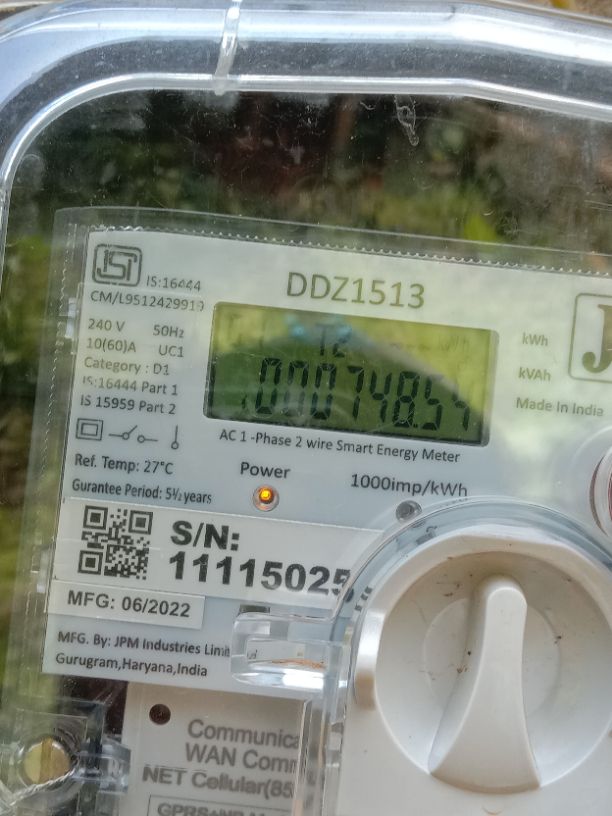 IS:16444
CM/L9512429919
DDZ1513
240 V 50Hz
10(60)A UC1
Category : D1
IS:16444 Part 1
IS 15959 Part 2
T2
000748.54
kWh
kVAh
Made In India
AC 1 -Phase 2 wire Smart Energy Meter
Ref. Temp: 27°C
Power
1000imp/kWh
Gurantee Period: 5½ years
S/N:
11115025
MFG: 06/2022
MFG. By: JPM Industries
Gurugram,Haryana,India
WAN
NET Cellular(85